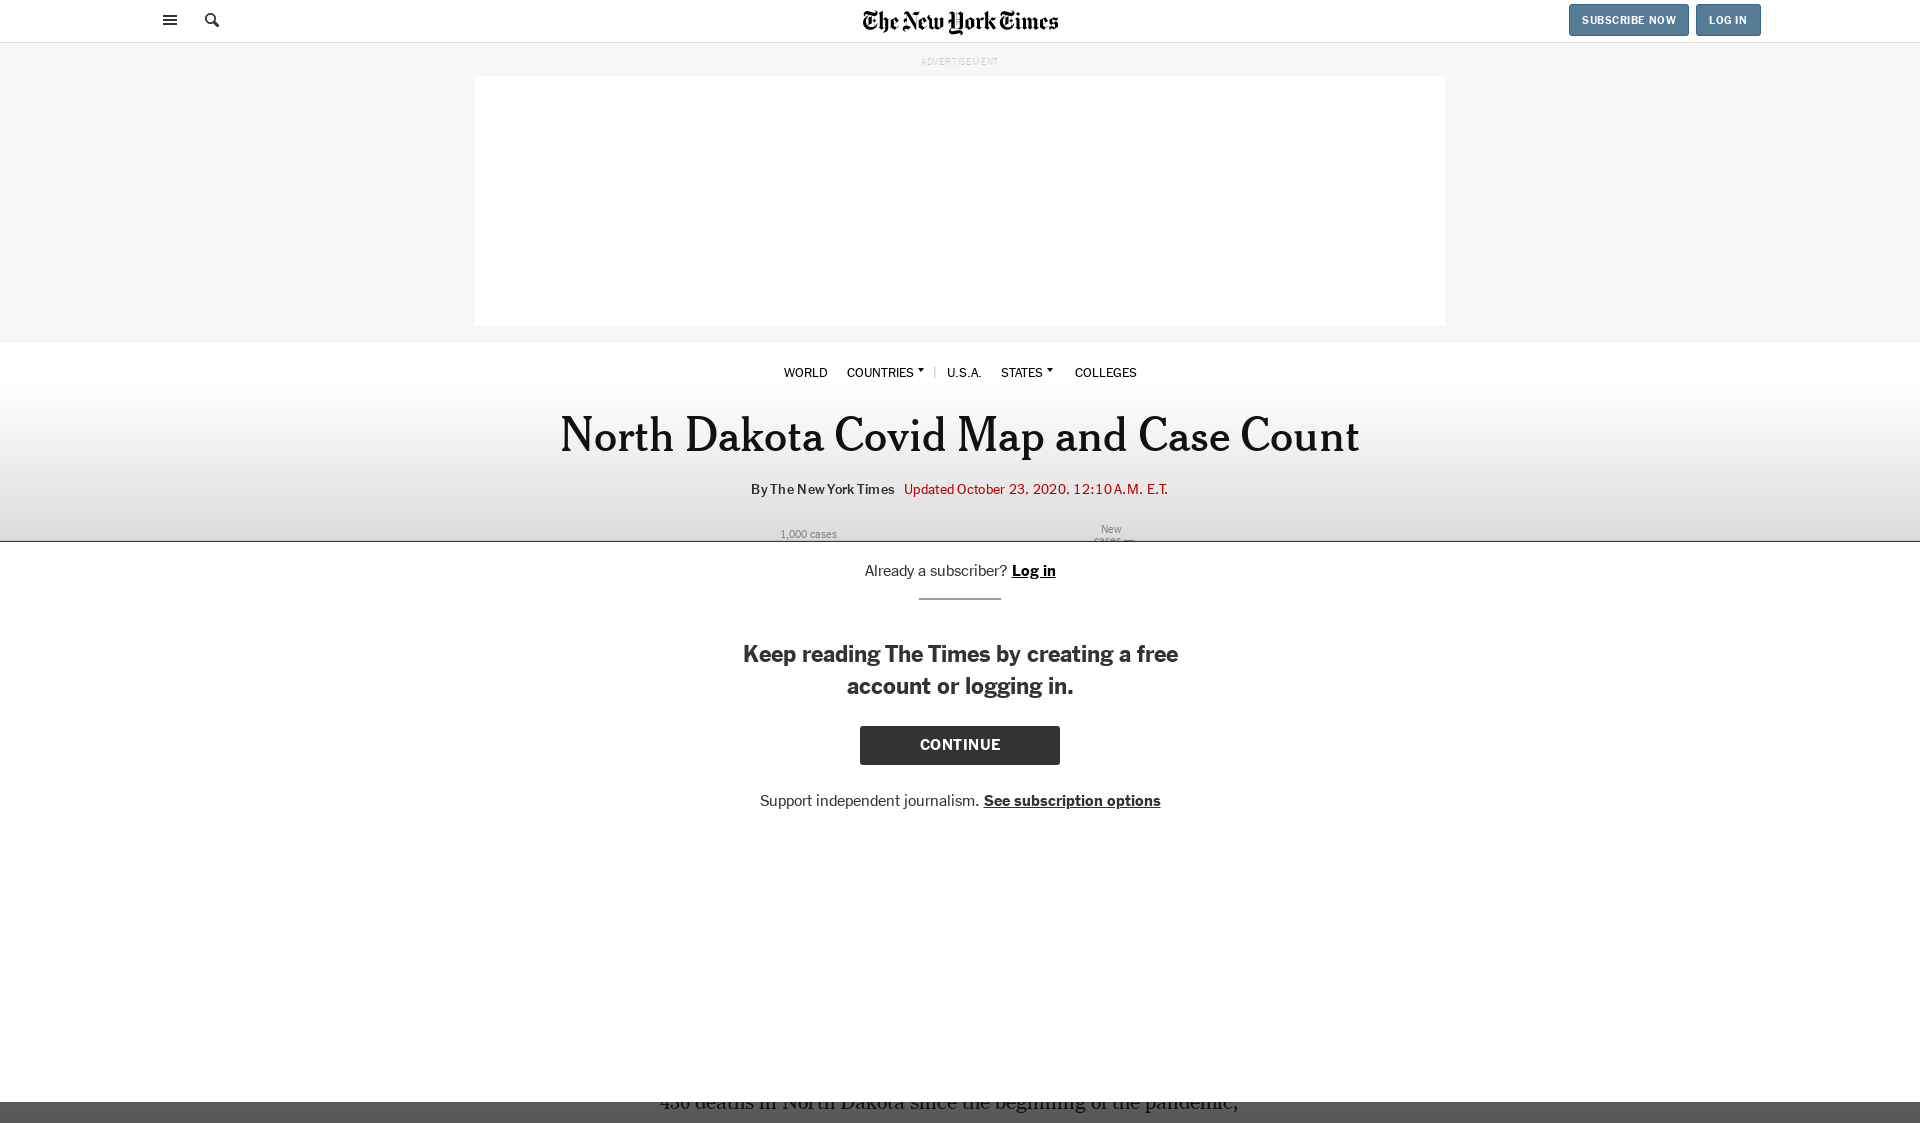 The New York Times
SUBSCRIBE NOW
LOG IN
ADVERTISEMENT
WORLD COUNTRIES | U.S.A. STATES COLLEGES
North Dakota Covid Map and Case Count
By The New York Times Updated October 23, 2020, 12:10 A.M. E.T.
1,000 cases
New
cases —
Already a subscriber? Log in
Keep reading The Times by creating a free
account or logging in.
CONTINUE
Support independent journalism. See subscription options
deaths in North Dakota since the beginning of the pandemic,